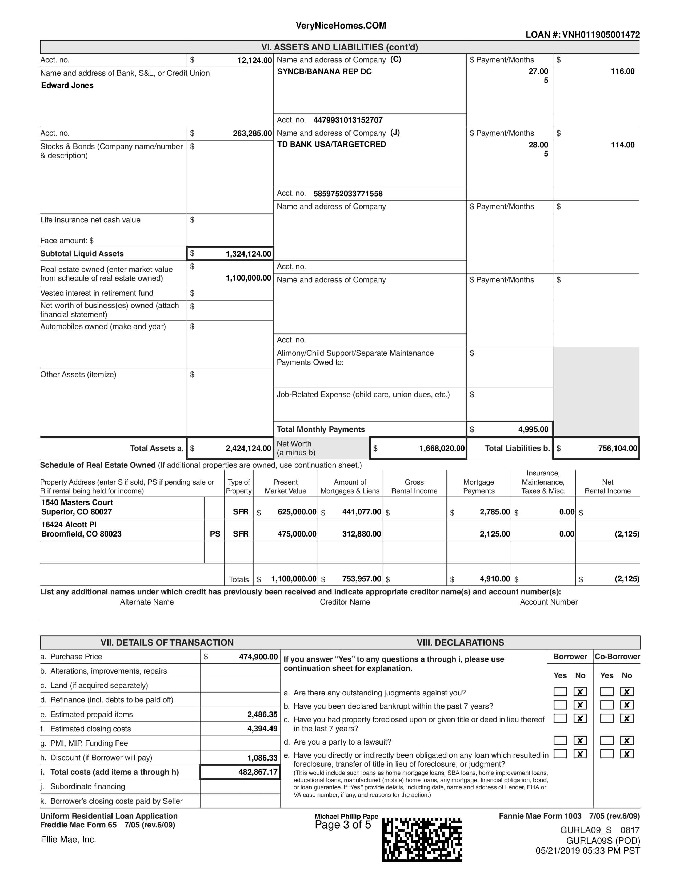 VeryNiceHomes.COM
LOAN #: VNH011905001472
VI. ASSETS AND LIABILITIES (cont'd)
Acct. no. $ 12,124.00 Name and address of Company (C) $ Payment/Months $
Name and address of Bank, S&L, or Credit Union SYNCB/BANANA REP DC 27.00 116.00
5
Edward Jones
Acct. no. 4479931013152707
Acct. no. $ 263,285.00 Name and address of Company (J) $ Payment/Months $
Stocks & Bonds (Company name/number $ TD BANK USA/TARGETCRED 28.00 114.00
& description) 5
Acct. no. 5859752033771558
Name and address of Company $ Payment/Months $
Life insurance net cash value $
Face amount: $
Subtotal Liquid Assets $ 1,324,124.00
Real estate owned (enter market value $ Acct. no.
from schedule of real estate owned) 1,100,000.00 Name and address of Company $ Payment/Months $
Vested interest in retirement fund $
Net worth of business(es) owned (attach $
financial statement)
Automobiles owned (make and year) $
Acct. no.
Alimony/Child Support/Separate Maintenance $
Payments Owed to:
Other Assets (itemize) $
Job-Related Expense (child care, union dues, etc.) $
Total Monthly Payments $ 4,995.00
Total Assets a. $ 2,424,124.00 Net Worth $ 1,668,020.00 Total Liabilities b. $ 756,104.00
(a minus b)
Schedule of Real Estate Owned (If additional properties are owned, use continuation sheet.)
Property Address (enter S if sold, PS if pending sale or R if rental being held for income) Type of Property Present Market Value Amount of Mortgages & Liens Gross Rental Income Mortgage Payments Insurance, Maintenance, Taxes & Misc. Net Rental Income
1540 Masters Court
Superior, CO 80027 SFR $ 625,000.00 $ 441,077.00 $ $ 2,785.00 $ 0.00 $
16424 Alcott Pl
Broomfield, CO 80023 PS SFR 475,000.00 312,880.00 2,125.00 0.00 (2,125)
Totals $ 1,100,000.00 $ 753,957.00 $ $ 4,910.00 $ $ (2,125)
List any additional names under which credit has previously been received and indicate appropriate creditor name(s) and account number(s):
Alternate Name Creditor Name Account Number
VII. DETAILS OF TRANSACTION VIII. DECLARATIONS
a. Purchase Price $ 474,900.00 If you answer "Yes" to any questions a through i, please use Borrower Co-Borrower
continuation sheet for explanation.
b. Alterations, improvements, repairs Yes No Yes No
c. Land (if acquired separately)
a. Are there any outstanding judgments against you? X X
d. Refinance (incl. debts to be paid off)
b. Have you been declared bankrupt within the past 7 years? X X
e. Estimated prepaid items 2,486.35 c. Have you had property foreclosed upon or given title or deed in lieu thereof X X
f. Estimated closing costs 4,394.49 in the last 7 years?
g. PMI, MIP, Funding Fee d. Are you a party to a lawsuit? X X
h. Discount (if Borrower will pay) 1,086.33 e. Have you directly or indirectly been obligated on any loan which resulted in X X
foreclosure, transfer of title in lieu of foreclosure, or judgment?
i. Total costs (add items a through h) 482,867.17 (This would include such loans as home mortgage loans, SBA loans, home improvement loans,
educational loans, manufactured (mobile) home loans, any mortgage, financial obligation, bond,
j. Subordinate financing or loan guarantee. If "Yes" provide details, including date, name and address of Lender, FHA or
VA case number, if any, and reasons for the action.)
k. Borrower's closing costs paid by Seller
Uniform Residential Loan Application Michael Phillip Pape Fannie Mae Form 1003 7/05 (rev.6/09)
Freddie Mac Form 65 7/05 (rev.6/09) Page 3 of 5
GURLA09_S 0817
Ellie Mae, Inc. GURLA09S (POD)
05/21/2019 05:33 PM PST